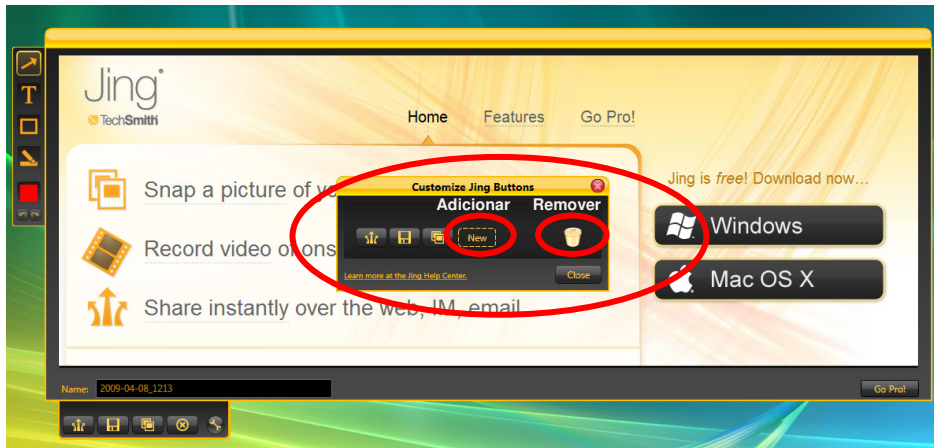 Jing
TechSmith
Home Features Go Pro!
T
Snap a picture of yo
Record video of ons
Share instantly over the web, IM, email
Customize Jing Buttons
Adicionar Remover
New
Learn more at the Jing Help Center.
Close
Jing is free! Download now…
Windows
Mac OS X
Name: 2009-04-08_1213
Go Pro!